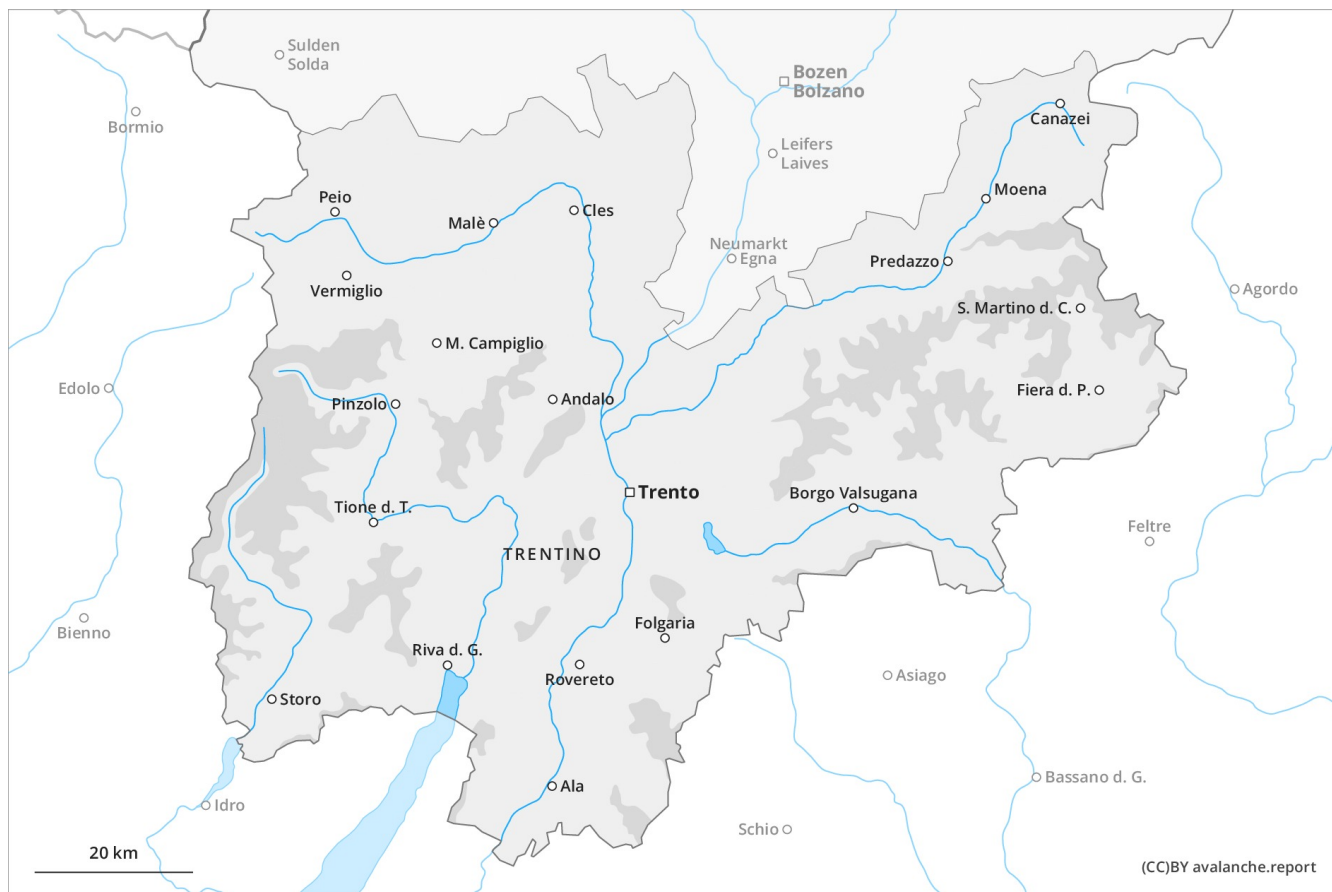 Sulden
Solda
Bozen
Bolzano
Bormio
Canazei
Leifers
Laives
Peio
Malè
Cles
Moena
Neumarkt
Egna
Predazzo
Vermiglio
Agordo
S. Martino d. C.
M. Campiglio
Edolo
Pinzolo
Andalo
Fiera d. P.
Trento
Borgo Valsugana
Tione d. T.
Feltre
TRENTINO
Bienno
Folgaria
Riva d. G.
Rovereto
Asiago
Storo
Bassano d. G.
Ala
Idro
Schio
20 km
(CC)BY avalanche.report